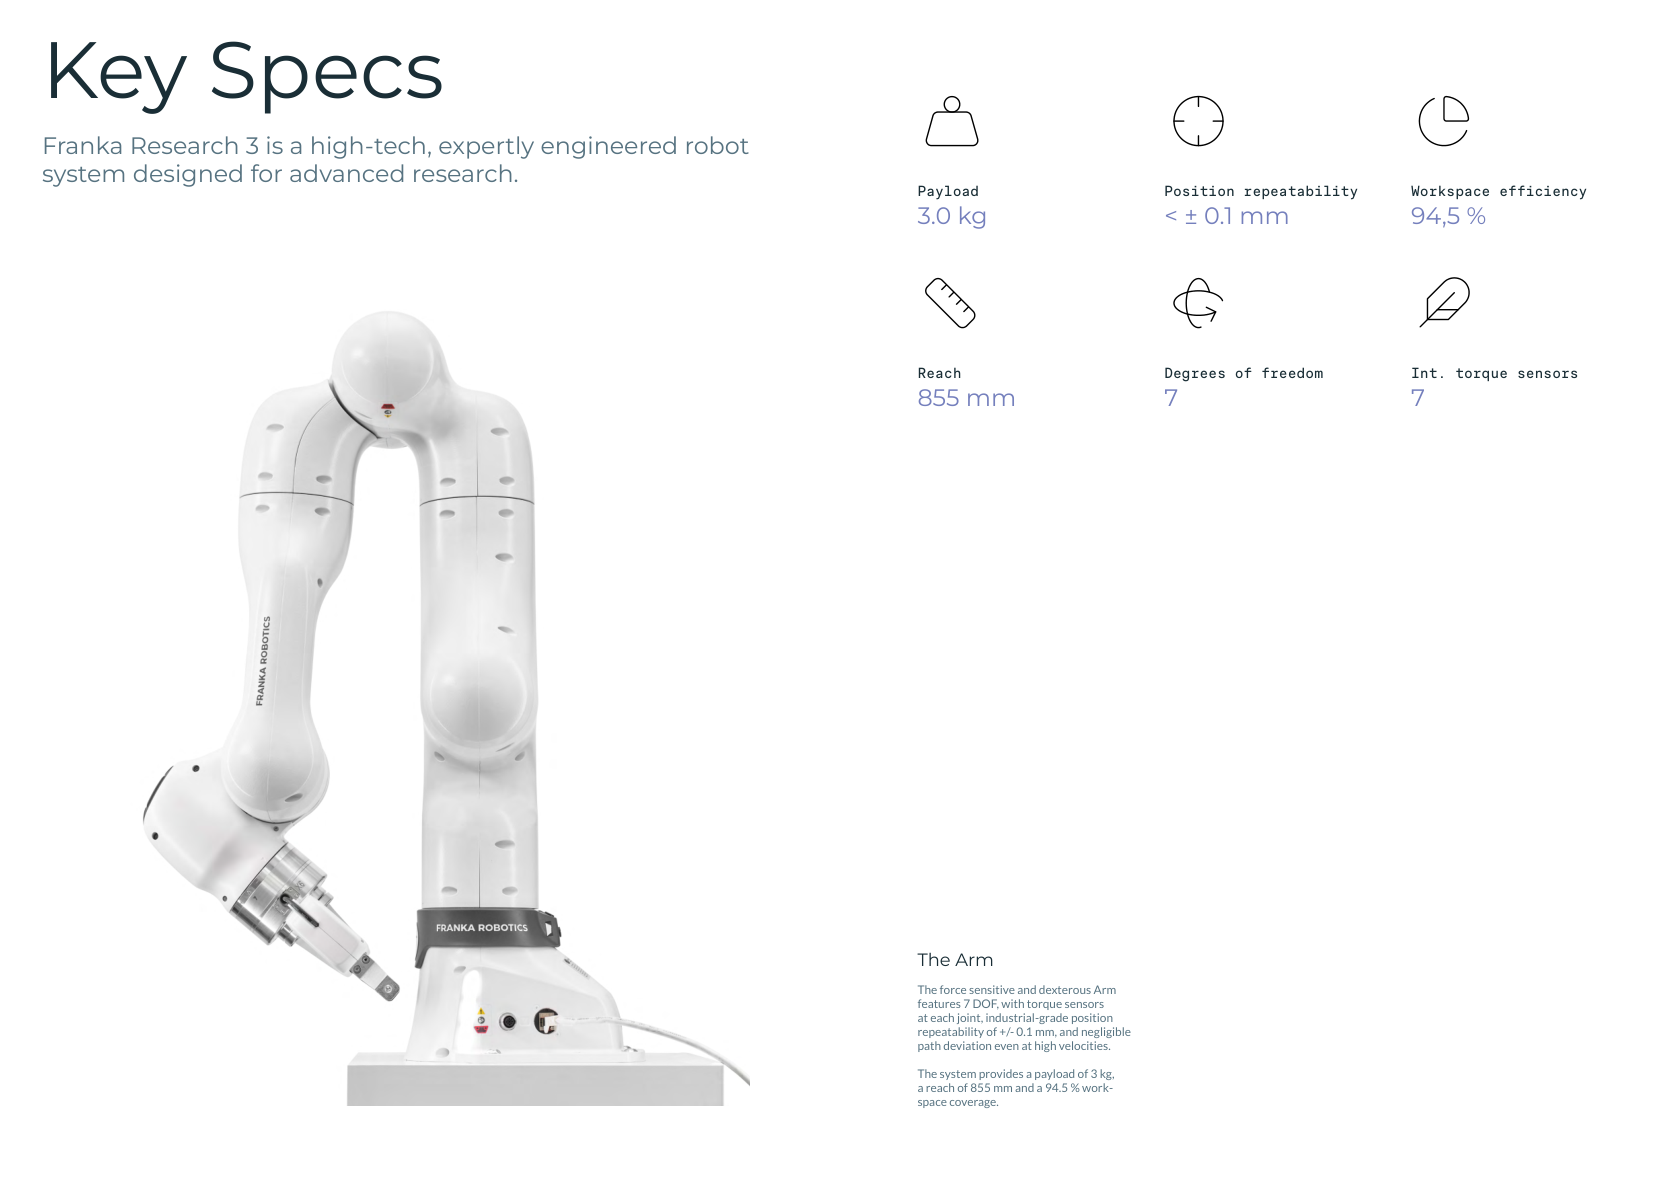 Key Specs
Franka Research 3 is a high-tech, expertly engineered robot
system designed for advanced research.
Payload
3.0 kg
Position repeatability
< ± 0.1 mm
Workspace efficiency
94,5 %
Reach
855 mm
Degrees of freedom
7
Int. torque sensors
7
FRANKA ROBOTICS
FRANKA ROBOTICS
The Arm
The force sensitive and dexterous Arm
features 7 DOF, with torque sensors
at each joint, industrial-grade position
repeatability of +/- 0.1 mm, and negligible
path deviation even at high velocities.
The system provides a payload of 3 kg,
a reach of 855 mm and a 94.5 % work-
space coverage.